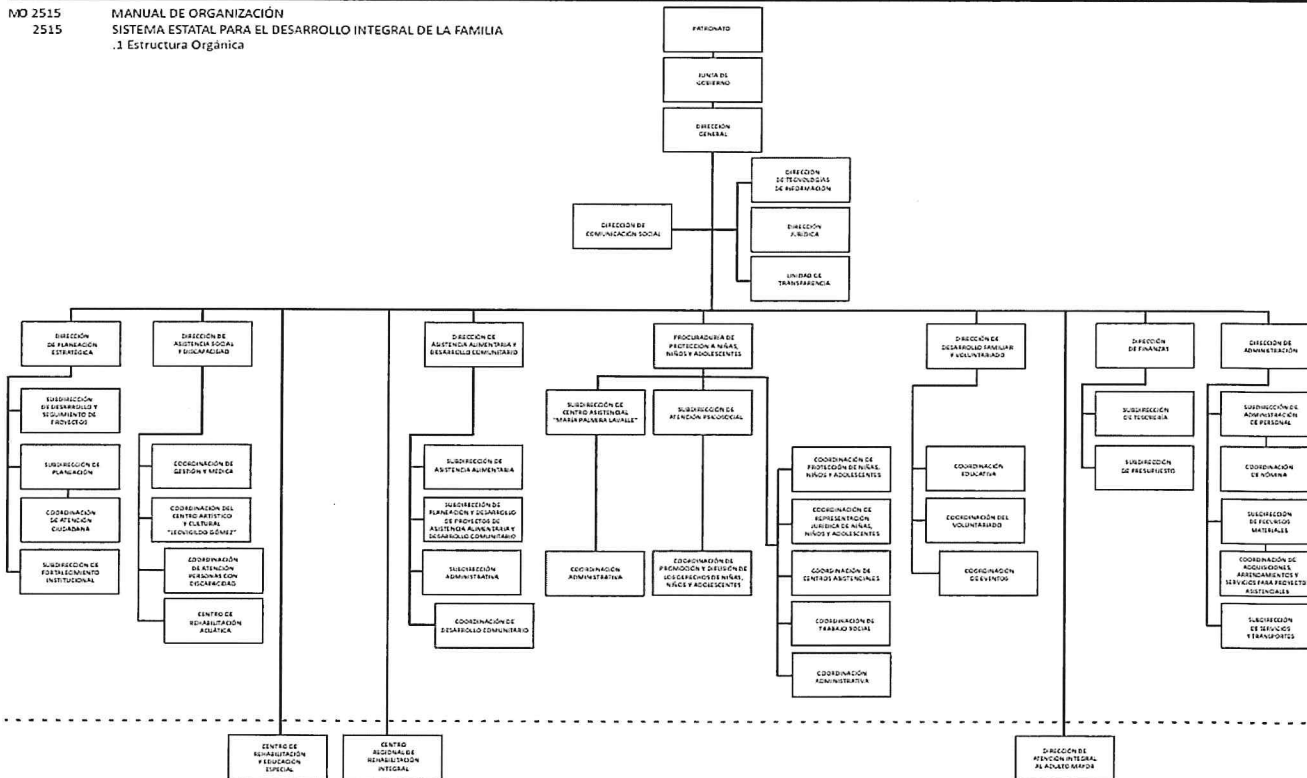 MO 2515 MANUAL DE ORGANIZACIÓN
2515 SISTEMA ESTATAL PARA EL DESARROLLO INTEGRAL DE LA FAMILIA
.1 Estructura Orgánica
PATRONATO
JUNTA DE
GOBIERNO
DIRECCIÓN
GENERAL
DIRECCIÓN
DE TECNOLOGÍAS
DE INFORMACIÓN
DIRECCIÓN DE
COMUNICACIÓN SOCIAL
DIRECCIÓN
JURÍDICA
UNIDAD DE
TRANSPARENCIA
DIRECCIÓN
DE PLANEACIÓN
ESTRATÉGICA
SUBDIRECCIÓN
DE DESARROLLO Y
SEGUIMIENTO DE
PROYECTOS
SUBDIRECCIÓN DE
PLANEACIÓN
COORDINACIÓN
DE ATENCIÓN
CIUDADANA
SUBDIRECCIÓN DE
FORTALECIMIENTO
INSTITUCIONAL
DIRECCIÓN DE
ASISTENCIA SOCIAL
Y DISCAPACIDAD
COORDINACIÓN DE
GESTIÓN Y MÉDICA
COORDINACIÓN DEL
CENTRO ARTÍSTICO
Y CULTURAL
"LEOVIGILDO GÓMEZ"
COORDINACIÓN
DE ATENCIÓN
PERSONAS CON
DISCAPACIDAD
CENTRO DE
REHABILITACIÓN
ACUÁTICA
DIRECCIÓN DE
ASISTENCIA ALIMENTARIA Y
DESARROLLO COMUNITARIO
SUBDIRECCIÓN DE
ASISTENCIA ALIMENTARIA
SUBDIRECCIÓN DE
PLANEACIÓN Y DESARROLLO
DE PROYECTOS DE
ASISTENCIA ALIMENTARIA Y
DESARROLLO COMUNITARIO
SUBDIRECCIÓN
ADMINISTRATIVA
COORDINACIÓN DE
DESARROLLO COMUNITARIO
PROCURADURÍA DE
PROTECCIÓN A NIÑAS,
NIÑOS Y ADOLESCENTES
SUBDIRECCIÓN DE
CENTRO ASISTENCIAL
"MARÍA PALMIRA LAVALLE"
COORDINACIÓN
ADMINISTRATIVA
SUBDIRECCIÓN DE
ATENCIÓN PSICOSOCIAL
COORDINACIÓN DE
PROMOCIÓN Y DIFUSIÓN DE
LOS DERECHOS DE NIÑAS,
NIÑOS Y ADOLESCENTES
COORDINACIÓN DE
PROTECCIÓN DE NIÑAS,
NIÑOS Y ADOLESCENTES
COORDINACIÓN DE
REPRESENTACIÓN
JURÍDICA DE NIÑAS,
NIÑOS Y ADOLESCENTES
COORDINACIÓN DE
CENTROS ASISTENCIALES
COORDINACIÓN DE
TRABAJO SOCIAL
COORDINACIÓN
ADMINISTRATIVA
DIRECCIÓN DE
DESARROLLO FAMILIAR
Y VOLUNTARIADO
COORDINACIÓN
EDUCATIVA
COORDINACIÓN DEL
VOLUNTARIADO
COORDINACIÓN
DE EVENTOS
DIRECCIÓN
DE FINANZAS
SUBDIRECCIÓN
DE TESORERÍA
SUBDIRECCIÓN
DE PRESUPUESTO
DIRECCIÓN DE
ADMINISTRACIÓN
SUBDIRECCIÓN DE
ADMINISTRACIÓN
DE PERSONAL
COORDINACIÓN
DE NÓMINA
SUBDIRECCIÓN
DE RECURSOS
MATERIALES
COORDINACIÓN DE
ADQUISICIONES,
ARRENDAMIENTOS Y
SERVICIOS PARA PROYECTOS
ASISTENCIALES
SUBDIRECCIÓN
DE SERVICIOS
Y TRANSPORTES
CENTRO DE
REHABILITACIÓN
Y EDUCACIÓN
ESPECIAL
CENTRO
REGIONAL DE
REHABILITACIÓN
INTEGRAL
DIRECCIÓN DE
ATENCIÓN INTEGRAL
AL ADULTO MAYOR